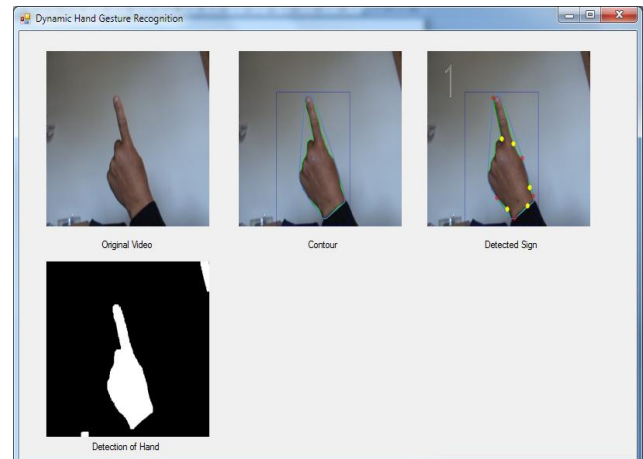 Dynamic Hand Gesture Recognition
1
Original Video
Contour
Detected Sign
Detection of Hand